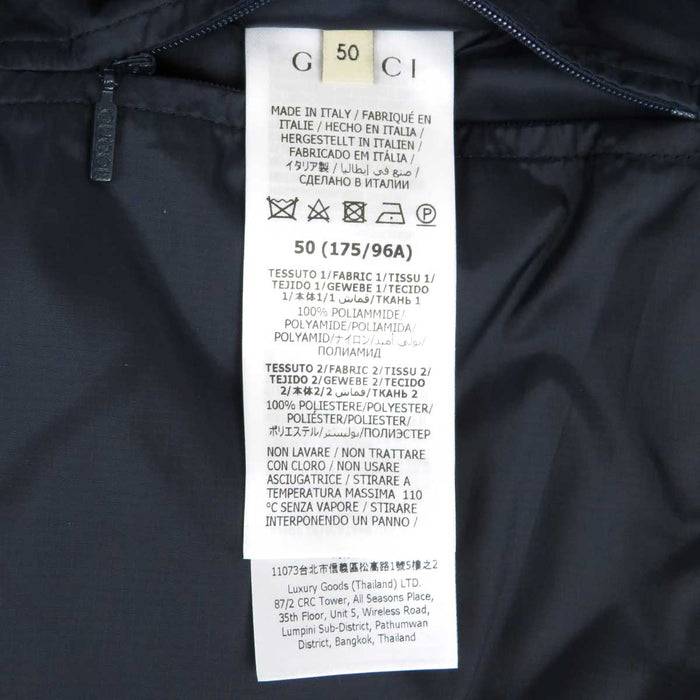 50
G CI
GUCCI
MADE IN ITALY / FABRIQUÉ EN
ITALIE / HECHO EN ITALIA /
HERGESTELLT IN ITALIEN /
FABRICADO EM ITÁLIA /
イタリア製 / صنع في إيطاليا /
СДЕЛАНО В ИТАЛИИ
P
50 (175/96A)
TESSUTO 1/FABRIC 1/TISSU 1/
TEJIDO 1/GEWEBE 1/TECIDO
1/本体1/1 قماش/ТКАНЬ 1
100% POLIAMMIDE/
POLYAMIDE/POLIAMIDA/
POLYAMID/ナイロン/بولي أميد/
ПОЛИАМИД
TESSUTO 2/FABRIC 2/TISSU 2/
TEJIDO 2/GEWEBE 2/TECIDO
2/本体2/2 قماش/ТКАНЬ 2
100% POLIESTERE/POLYESTER/
POLIÉSTER/POLIESTER/
ポリエステル/بوليستر/ПОЛИЭСТЕР
NON LAVARE / NON TRATTARE
CON CLORO / NON USARE
ASCIUGATRICE / STIRARE A
TEMPERATURA MASSIMA 110
°C SENZA VAPORE / STIRARE
INTERPONENDO UN PANNO /
11073台北市信義區松高路1號5樓之2
Luxury Goods (Thailand) LTD.
87/2 CRC Tower, All Seasons Place,
35th Floor, Unit 5, Wireless Road,
Lumpini Sub-District, Pathumwan
District, Bangkok, Thailand